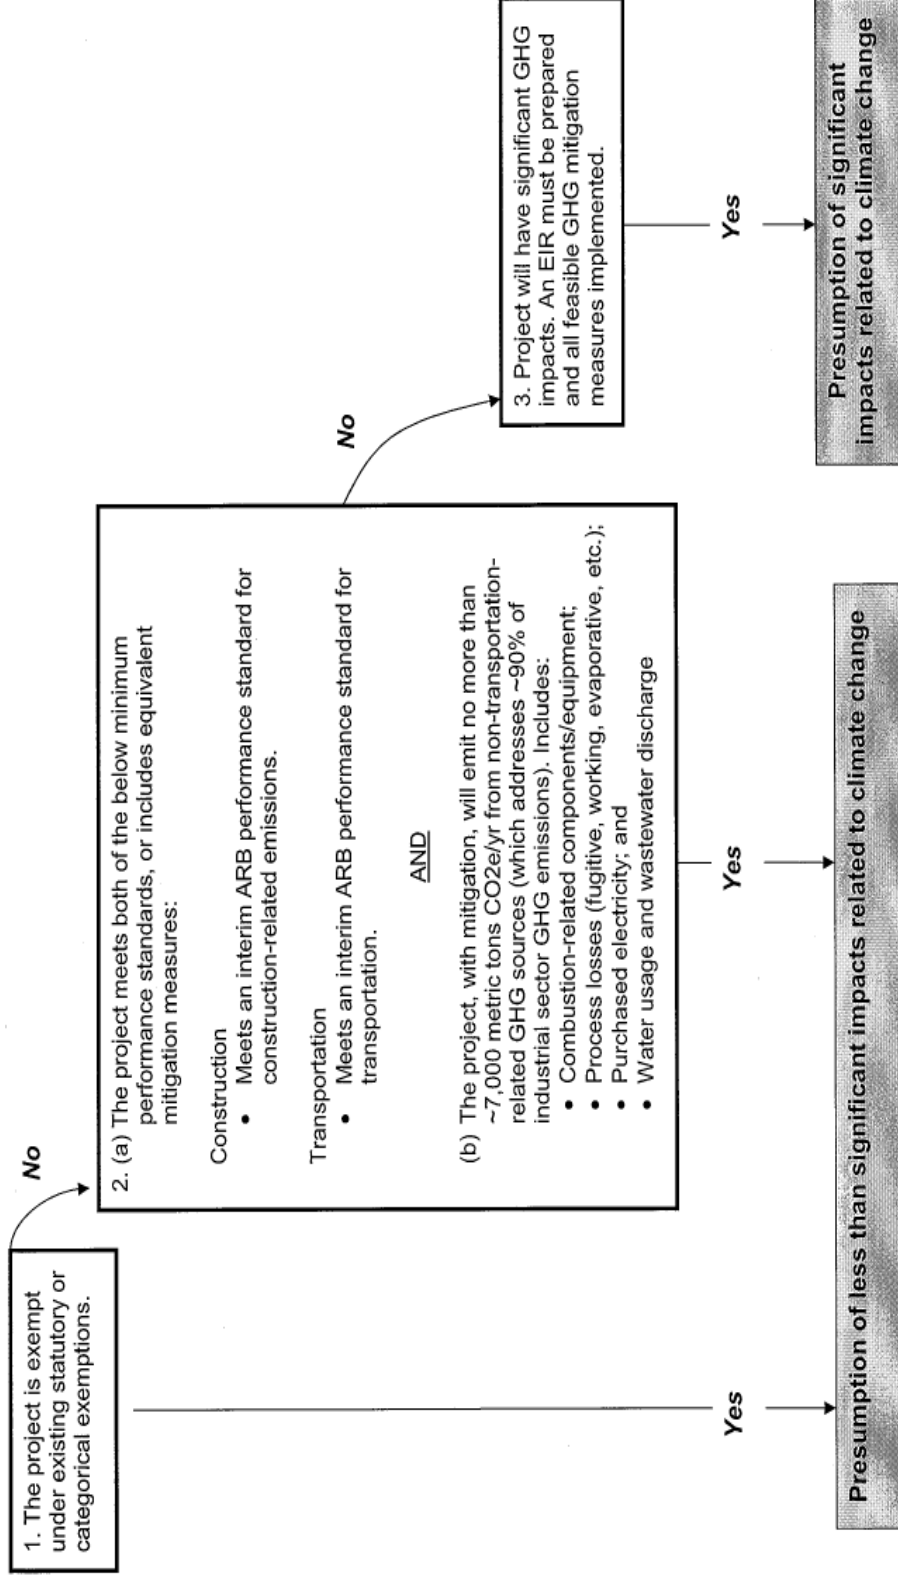 1. The project is exempt
under existing statutory or
categorical exemptions.
No
2. (a) The project meets both of the below minimum
performance standards, or includes equivalent
mitigation measures:
Construction
• Meets an interim ARB performance standard for
construction-related emissions.
Transportation
• Meets an interim ARB performance standard for
transportation.
AND
(b) The project, with mitigation, will emit no more than
~7,000 metric tons CO2e/yr from non-transportation-
related GHG sources (which addresses ~90% of
industrial sector GHG emissions). Includes:
• Combustion-related components/equipment;
• Process losses (fugitive, working, evaporative, etc.);
• Purchased electricity; and
• Water usage and wastewater discharge
No
3. Project will have significant GHG
impacts. An EIR must be prepared
and all feasible GHG mitigation
measures implemented.
Yes
Yes
Yes
Presumption of less than significant impacts related to climate change
Presumption of significant
impacts related to climate change